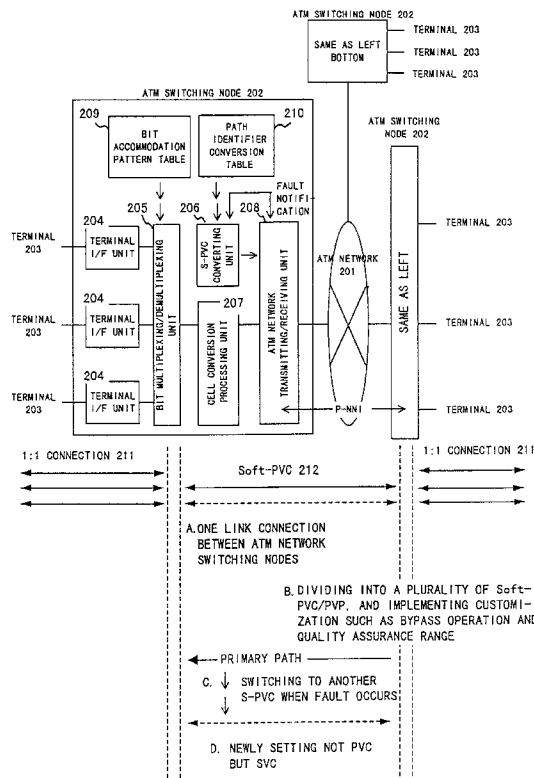 ATM SWITCHING NODE 202
SAME AS LEFT
BOTTOM
TERMINAL 203
TERMINAL 203
TERMINAL 203
ATM SWITCHING NODE 202
209
BIT
ACCOMMODATION
PATTERN TABLE
210
PATH
IDENTIFIER
CONVERSION
TABLE
ATM SWITCHING
NODE 202
FAULT
NOTIFI-
CATION
204
TERMINAL
I/F UNIT
TERMINAL
203
205
BIT MULTIPLEXING/DEMULTIPLEXING
UNIT
206
S-PVC
CONVERTING
UNIT
208
ATM NETWORK
TRANSMITTING/RECEIVING UNIT
204
TERMINAL
I/F UNIT
TERMINAL
203
207
CELL CONVERSION
PROCESSING UNIT
204
TERMINAL
I/F UNIT
TERMINAL
203
ATM NETWORK
201
P-NNI
SAME AS LEFT
TERMINAL 203
TERMINAL 203
TERMINAL 203
1:1 CONNECTION 211
Soft-PVC 212
1:1 CONNECTION 211
A. ONE LINK CONNECTION
BETWEEN ATM NETWORK
SWITCHING NODES
B. DIVIDING INTO A PLURALITY OF Soft-
PVC/PVP, AND IMPLEMENTING CUSTOMI-
ZATION SUCH AS BYPASS OPERATION AND
QUALITY ASSURANCE RANGE
PRIMARY PATH
C. SWITCHING TO ANOTHER
S-PVC WHEN FAULT OCCURS
D. NEWLY SETTING NOT PVC
BUT SVC